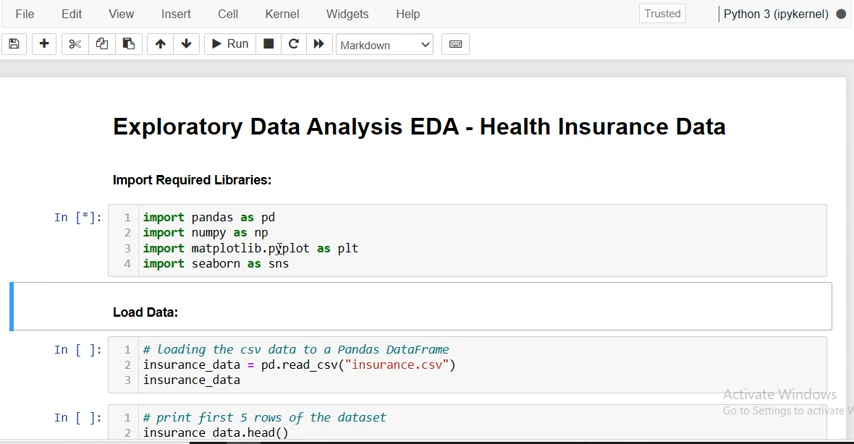 File Edit View Insert Cell Kernel Widgets Help Trusted Python 3 (ipykernel)
Run Markdown
Exploratory Data Analysis EDA - Health Insurance Data
Import Required Libraries:
In [*]: 1 import pandas as pd
2 import numpy as np
3 import matplotlib.pyplot as plt
4 import seaborn as sns
Load Data:
In [ ]: 1 # loading the csv data to a Pandas DataFrame
2 insurance_data = pd.read_csv("insurance.csv")
3 insurance_data
Activate Windows
Go to Settings to activate W
In [ ]: 1 # print first 5 rows of the dataset
2 insurance_data.head()